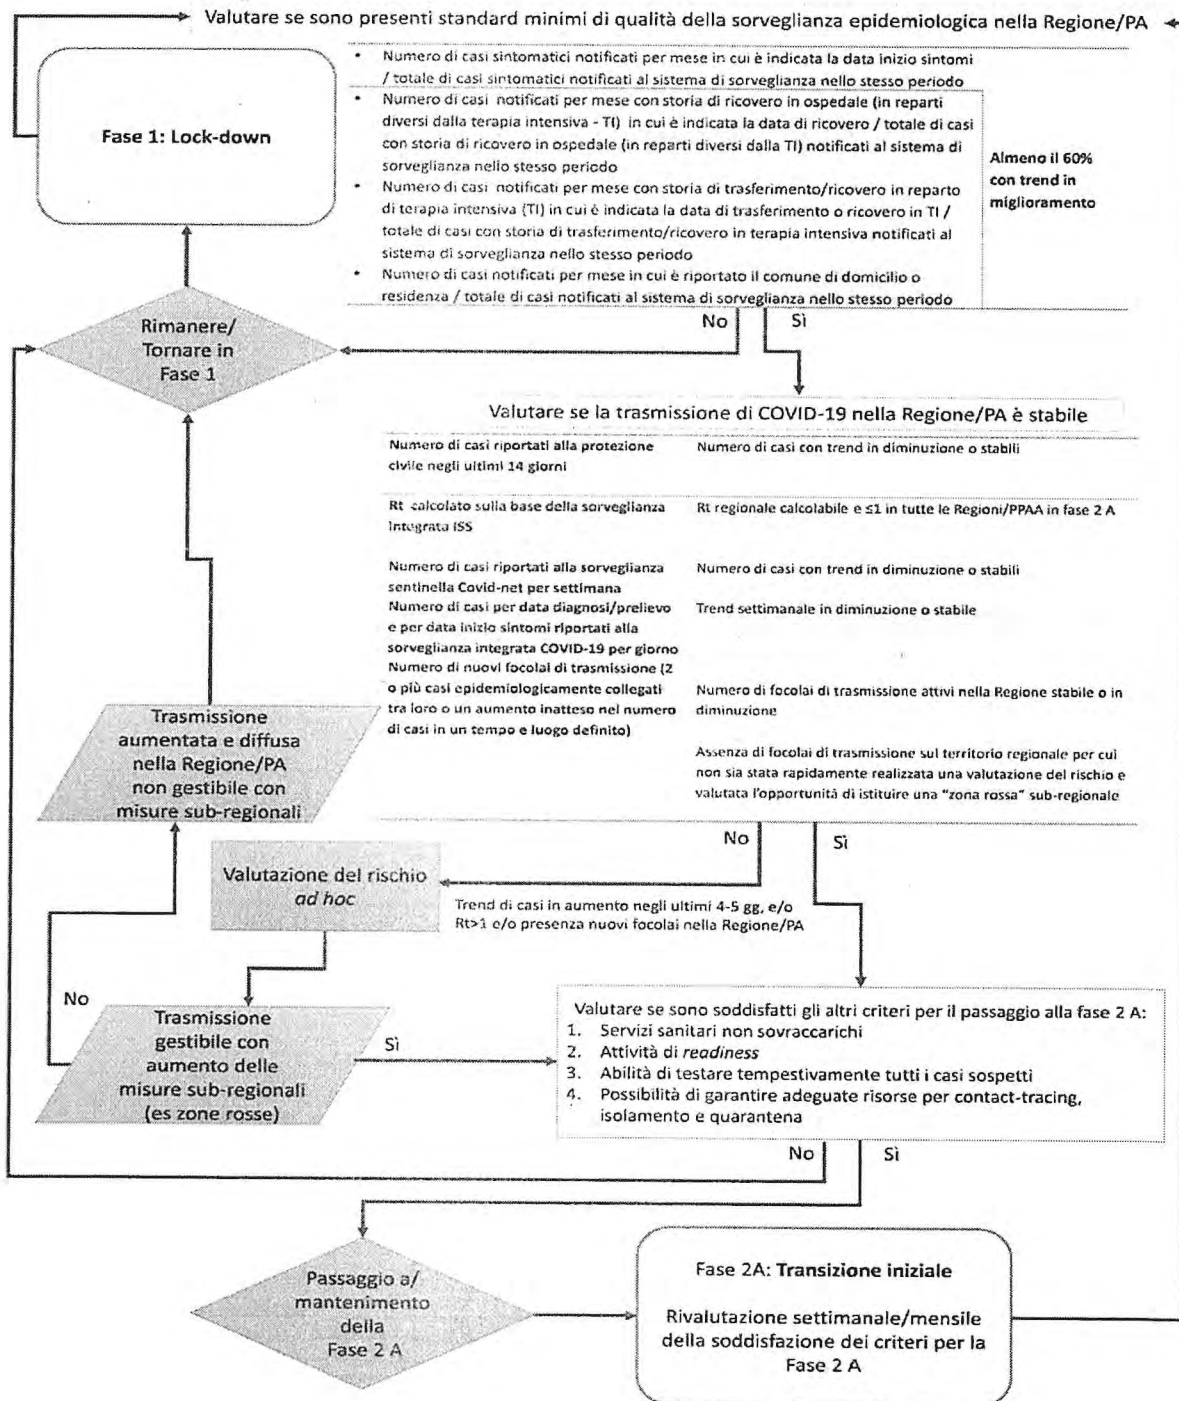 Valutare se sono presenti standard minimi di qualità della sorveglianza epidemiologica nella Regione/PA
Fase 1: Lock-down
• Numero di casi sintomatici notificati per mese in cui è indicata la data inizio sintomi
/ totale di casi sintomatici notificati al sistema di sorveglianza nello stesso periodo
• Numero di casi notificati per mese con storia di ricovero in ospedale (in reparti
diversi dalla terapia intensiva - TI) in cui è indicata la data di ricovero / totale di casi
con storia di ricovero in ospedale (in reparti diversi dalla TI) notificati al sistema di
sorveglianza nello stesso periodo
• Numero di casi notificati per mese con storia di trasferimento/ricovero in reparto
di terapia intensiva (TI) in cui è indicata la data di trasferimento o ricovero in TI /
totale di casi con storia di trasferimento/ricovero in terapia intensiva notificati al
sistema di sorveglianza nello stesso periodo
• Numero di casi notificati per mese in cui è riportato il comune di domicilio o
residenza / totale di casi notificati al sistema di sorveglianza nello stesso periodo
Almeno il 60%
con trend in
miglioramento
No
Sì
Rimanere/
Tornare in
Fase 1
Valutare se la trasmissione di COVID-19 nella Regione/PA è stabile
Numero di casi riportati alla protezione
civile negli ultimi 14 giorni
Numero di casi con trend in diminuzione o stabili
Rt calcolato sulla base della sorveglianza
integrata ISS
Rt regionale calcolabile e ≤1 in tutte le Regioni/PPAA in fase 2 A
Numero di casi riportati alla sorveglianza
sentinella Covid-net per settimana
Numero di casi con trend in diminuzione o stabili
Numero di casi per data diagnosi/prelievo
e per data inizio sintomi riportati alla
sorveglianza integrata COVID-19 per giorno
Trend settimanale in diminuzione o stabile
Numero di nuovi focolai di trasmissione (2
o più casi epidemiologicamente collegati
tra loro o un aumento inatteso nel numero
di casi in un tempo e luogo definito)
Numero di focolai di trasmissione attivi nella Regione stabile o in
diminuzione
Assenza di focolai di trasmissione sul territorio regionale per cui
non sia stata rapidamente realizzata una valutazione del rischio e
valutata l'opportunità di istituire una "zona rossa" sub-regionale
Trasmissione
aumentata e diffusa
nella Regione/PA
non gestibile con
misure sub-regionali
No
Sì
Valutazione del rischio
ad hoc
Trend di casi in aumento negli ultimi 4-5 gg, e/o
Rt>1 e/o presenza nuovi focolai nella Regione/PA
No
Trasmissione
gestibile con
aumento delle
misure sub-regionali
(es zone rosse)
Sì
Valutare se sono soddisfatti gli altri criteri per il passaggio alla fase 2 A:
1. Servizi sanitari non sovraccarichi
2. Attività di readiness
3. Abilità di testare tempestivamente tutti i casi sospetti
4. Possibilità di garantire adeguate risorse per contact-tracing,
isolamento e quarantena
No
Sì
Passaggio a/
mantenimento
della
Fase 2 A
Fase 2A: Transizione iniziale
Rivalutazione settimanale/mensile
della soddisfazione dei criteri per la
Fase 2 A